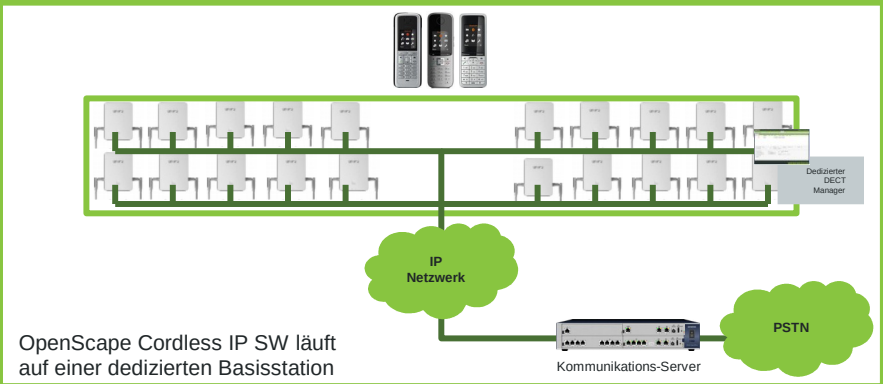 Dedizierter
DECT
Manager
IP
Netzwerk
PSTN
Kommunikations-Server
OpenScape Cordless IP SW läuft
auf einer dedizierten Basisstation